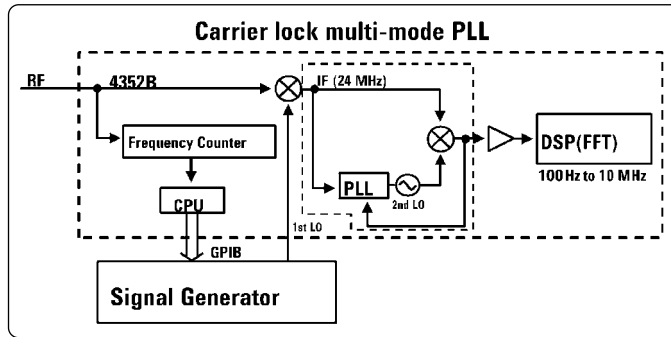 Carrier lock multi-mode PLL
RF
4352B
IF (24 MHz)
Frequency Counter
DSP(FFT)
100 Hz to 10 MHz
PLL
2nd LO
CPU
1st LO
GPIB
Signal Generator